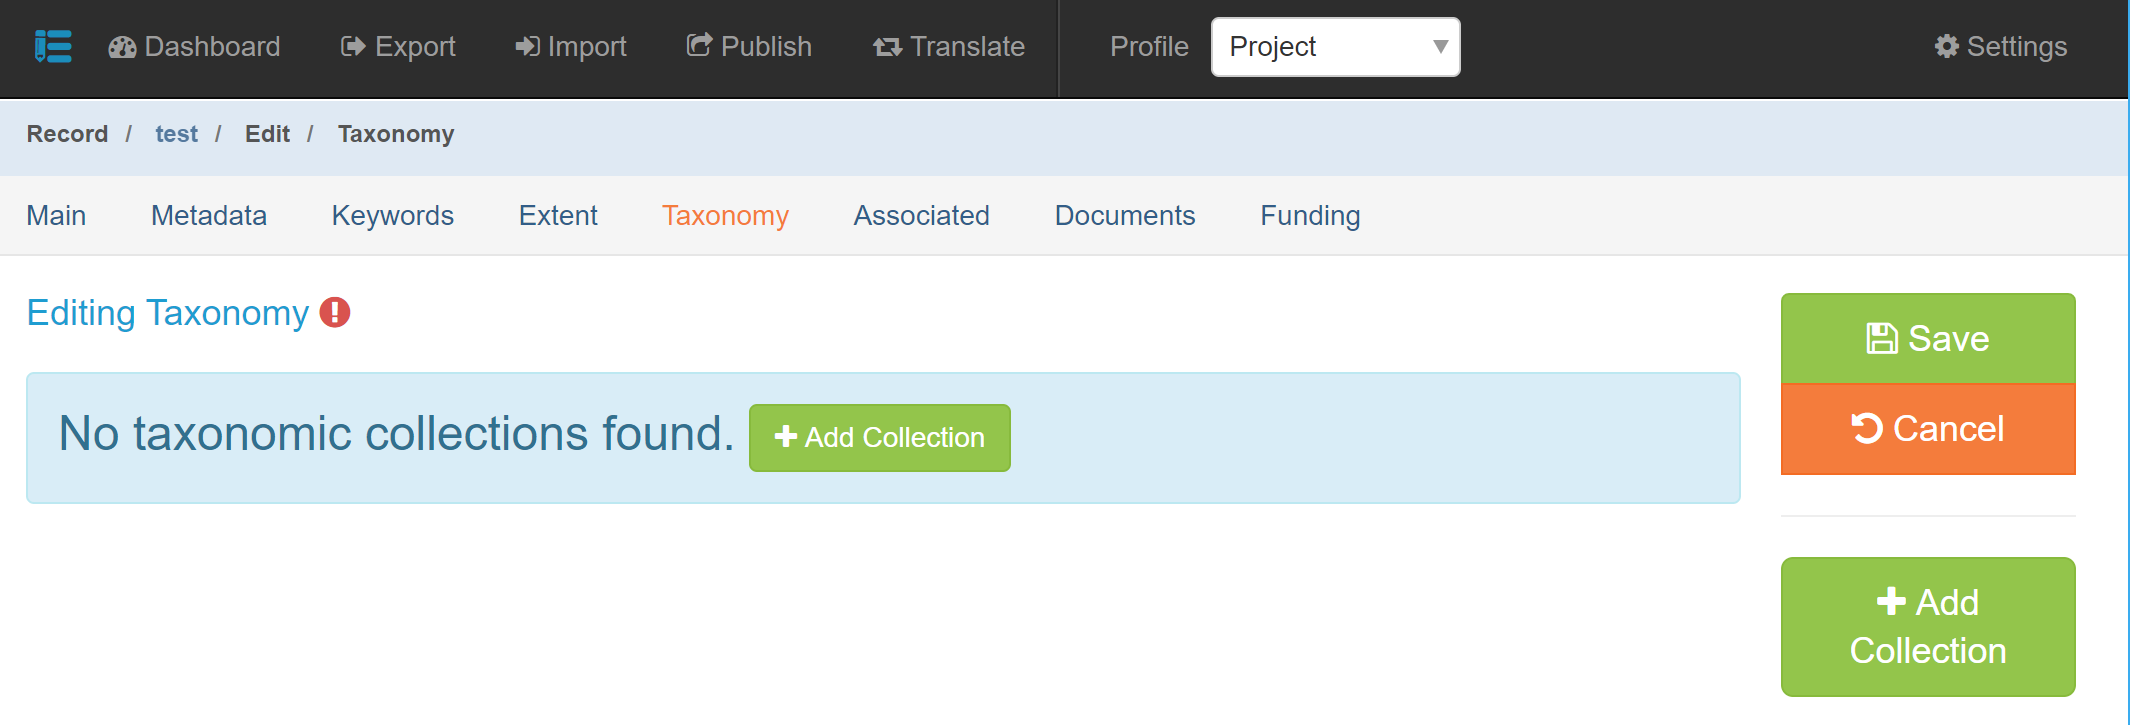 Dashboard Export Import Publish Translate Profile Project Settings
Record / test / Edit / Taxonomy
Main Metadata Keywords Extent Taxonomy Associated Documents Funding
Editing Taxonomy
No taxonomic collections found. Add Collection
Save
Cancel
Add
Collection